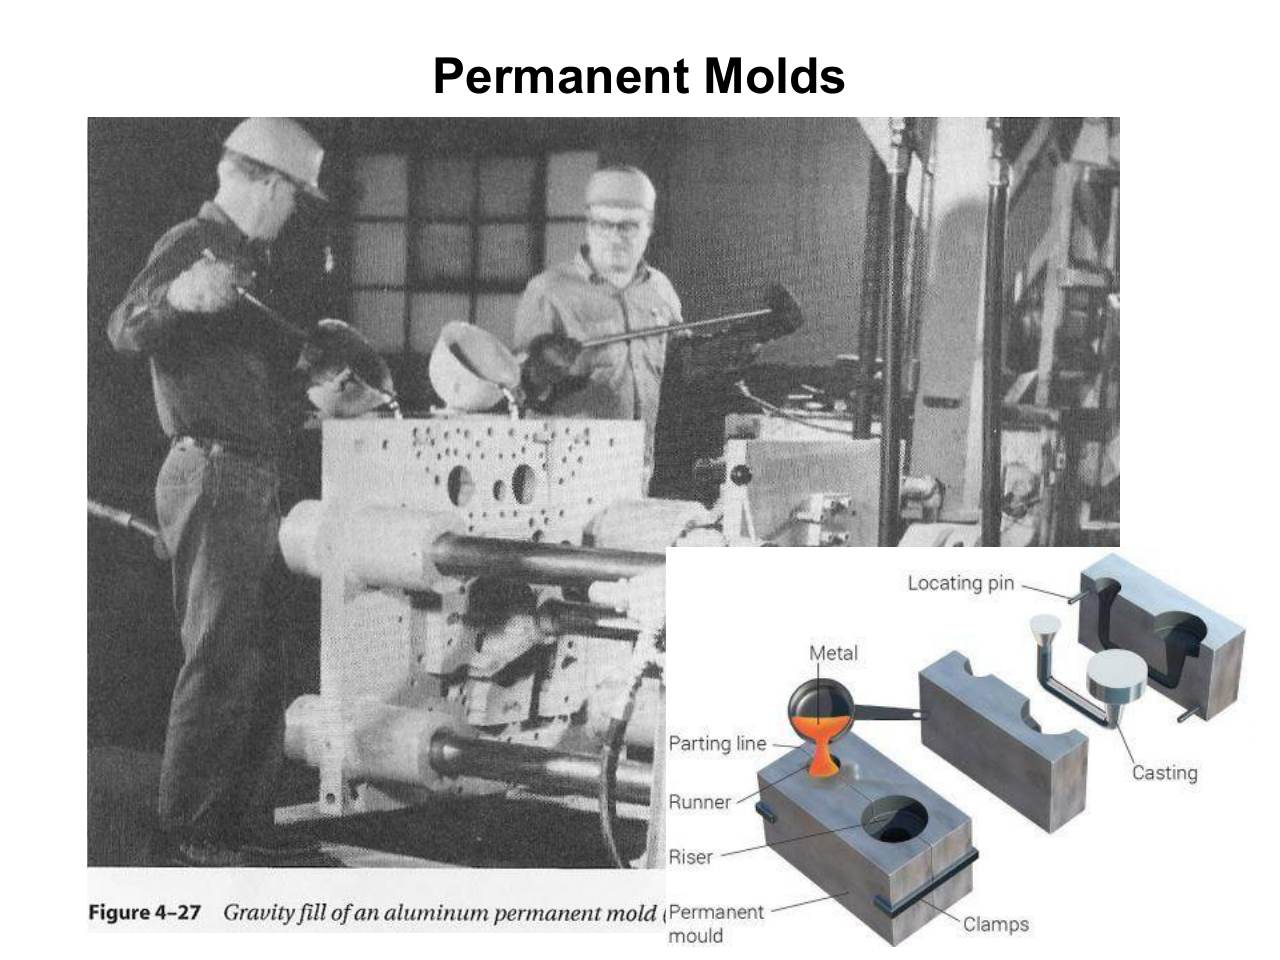 Permanent Molds
Locating pin
Metal
Parting line
Casting
Runner
Riser
Permanent
mould
Clamps
Figure 4–27 Gravity fill of an aluminum permanent mold (